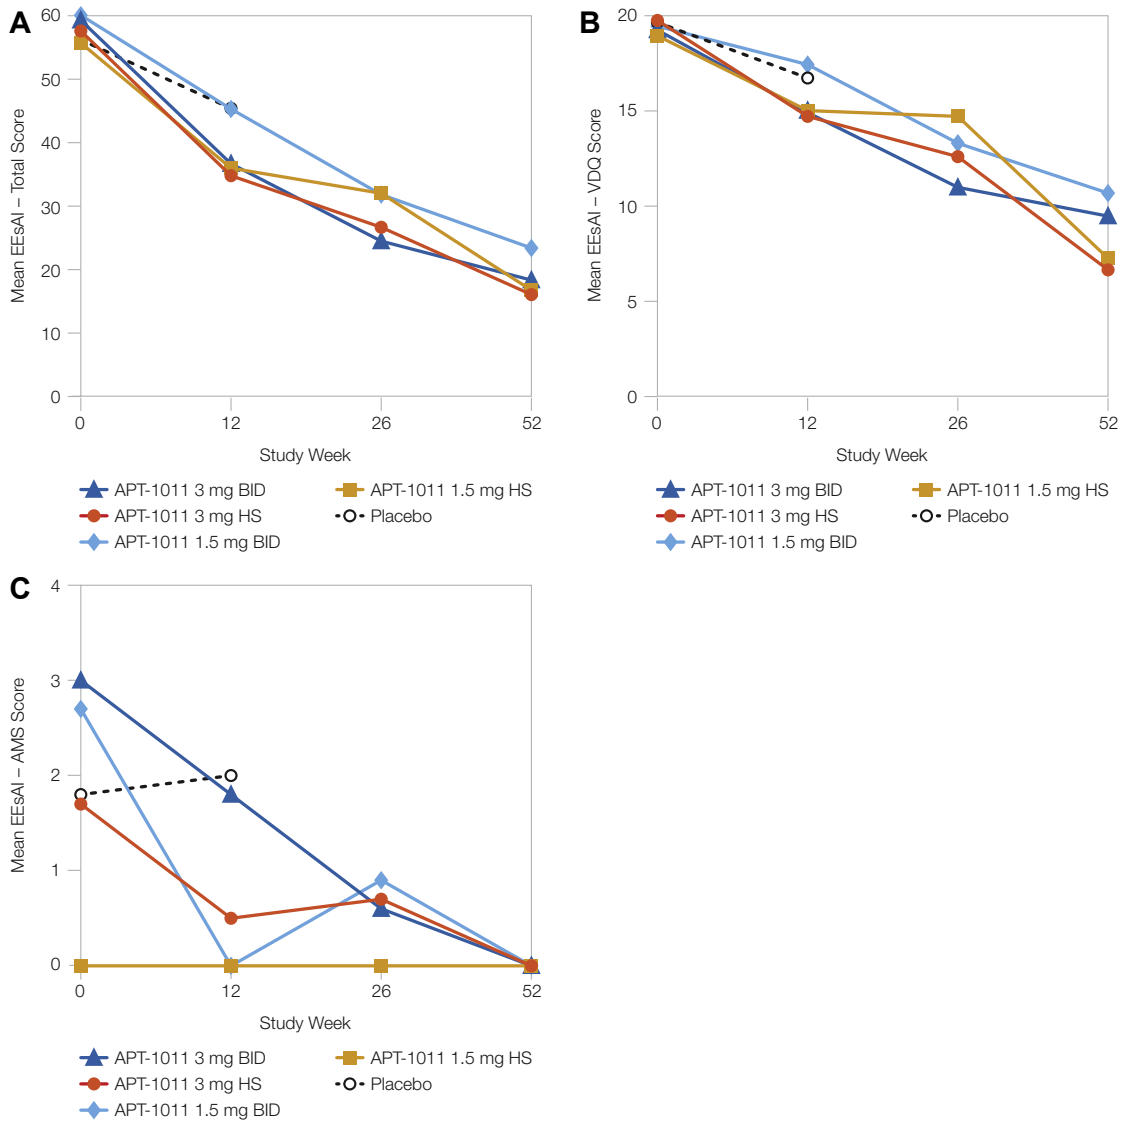 A
Mean EEsAI – Total Score
60
50
40
30
20
10
0
0 12 26 52
Study Week
APT-1011 3 mg BID
APT-1011 3 mg HS
APT-1011 1.5 mg BID
APT-1011 1.5 mg HS
Placebo
B
Mean EEsAI – VDQ Score
20
15
10
5
0
0 12 26 52
Study Week
APT-1011 3 mg BID
APT-1011 3 mg HS
APT-1011 1.5 mg BID
APT-1011 1.5 mg HS
Placebo
C
Mean EEsAI – AMS Score
4
3
2
1
0
0 12 26 52
Study Week
APT-1011 3 mg BID
APT-1011 3 mg HS
APT-1011 1.5 mg BID
APT-1011 1.5 mg HS
Placebo